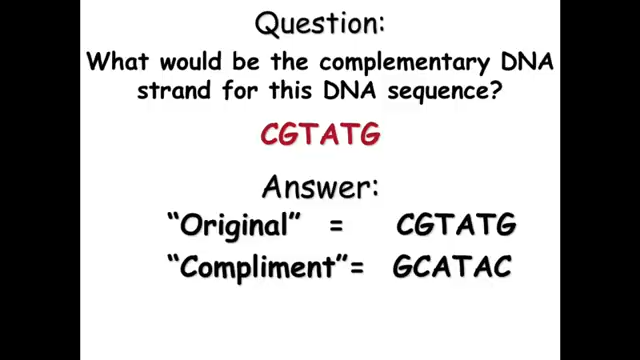 Question:
What would be the complementary DNA
strand for this DNA sequence?
CGTATG
Answer:
“Original” = CGTATG
“Compliment”= GCATAC